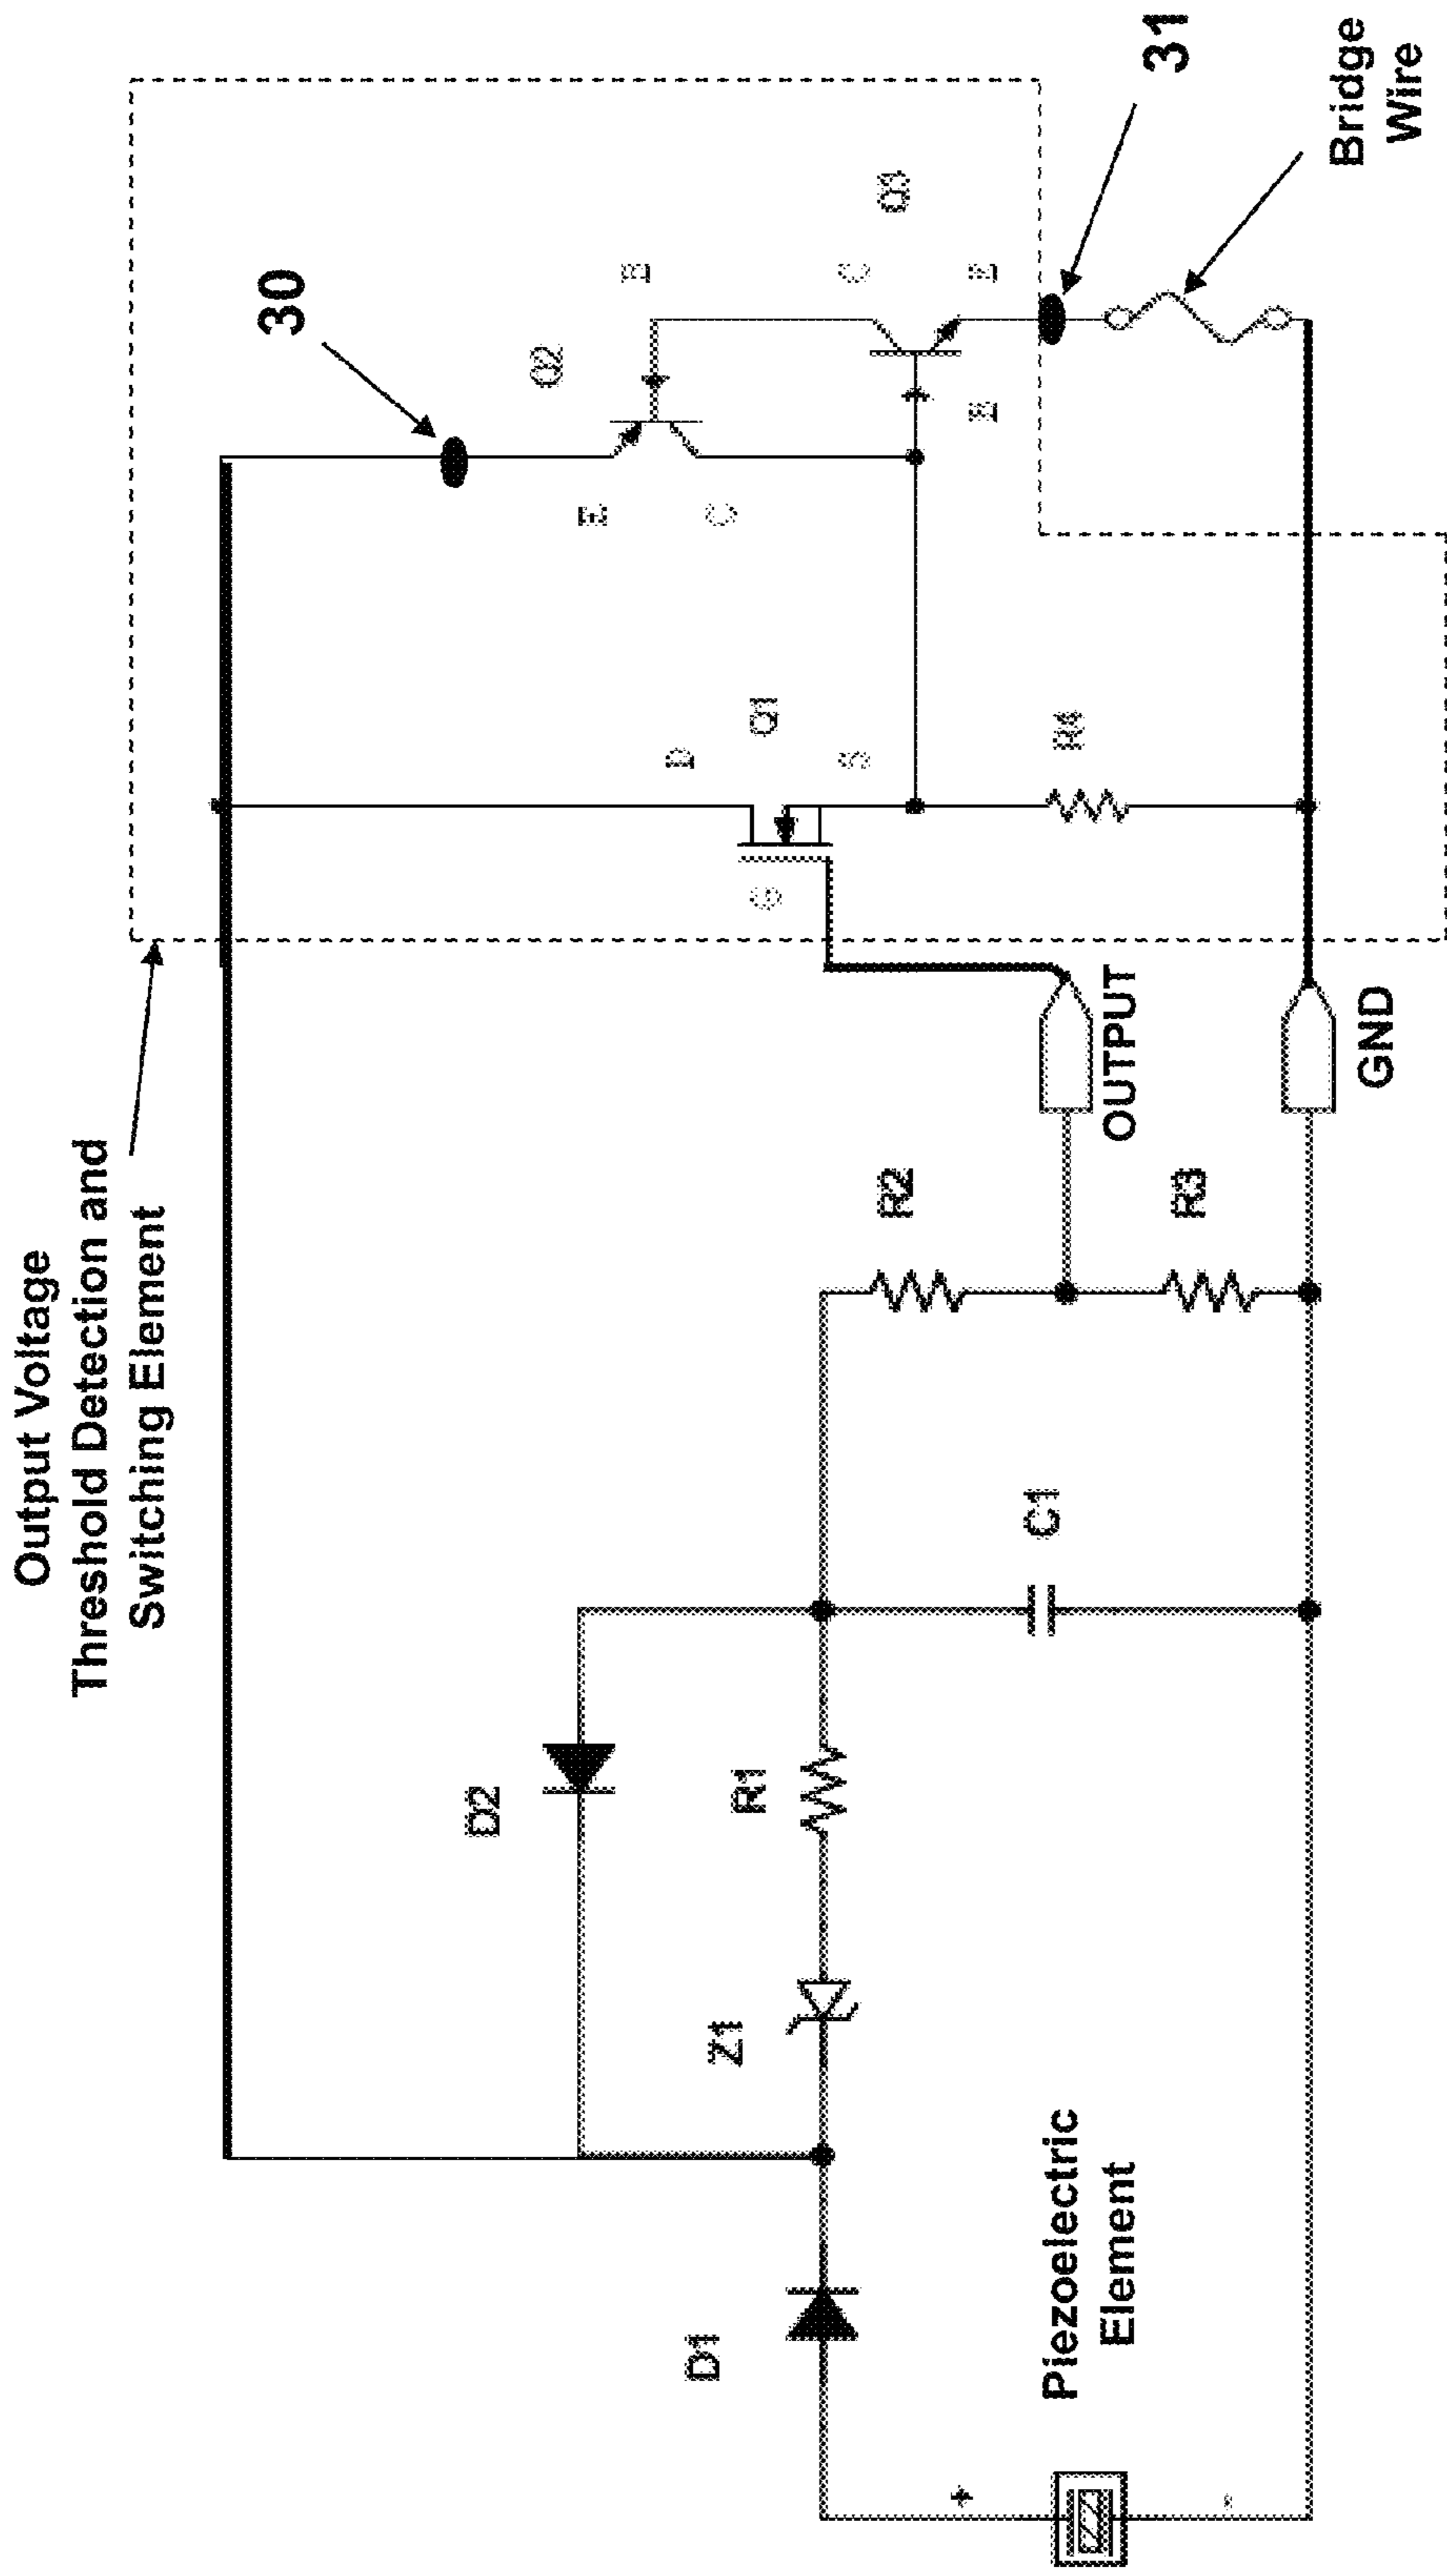 Output Voltage
Threshold Detection and
Switching Element
30
31
Bridge
Wire
Q2
E
C
B
Q3
C
E
B
Q1
D
S
G
R4
OUTPUT
GND
R2
R3
C1
D2
R1
Z1
D1
Piezoelectric
Element
+
-